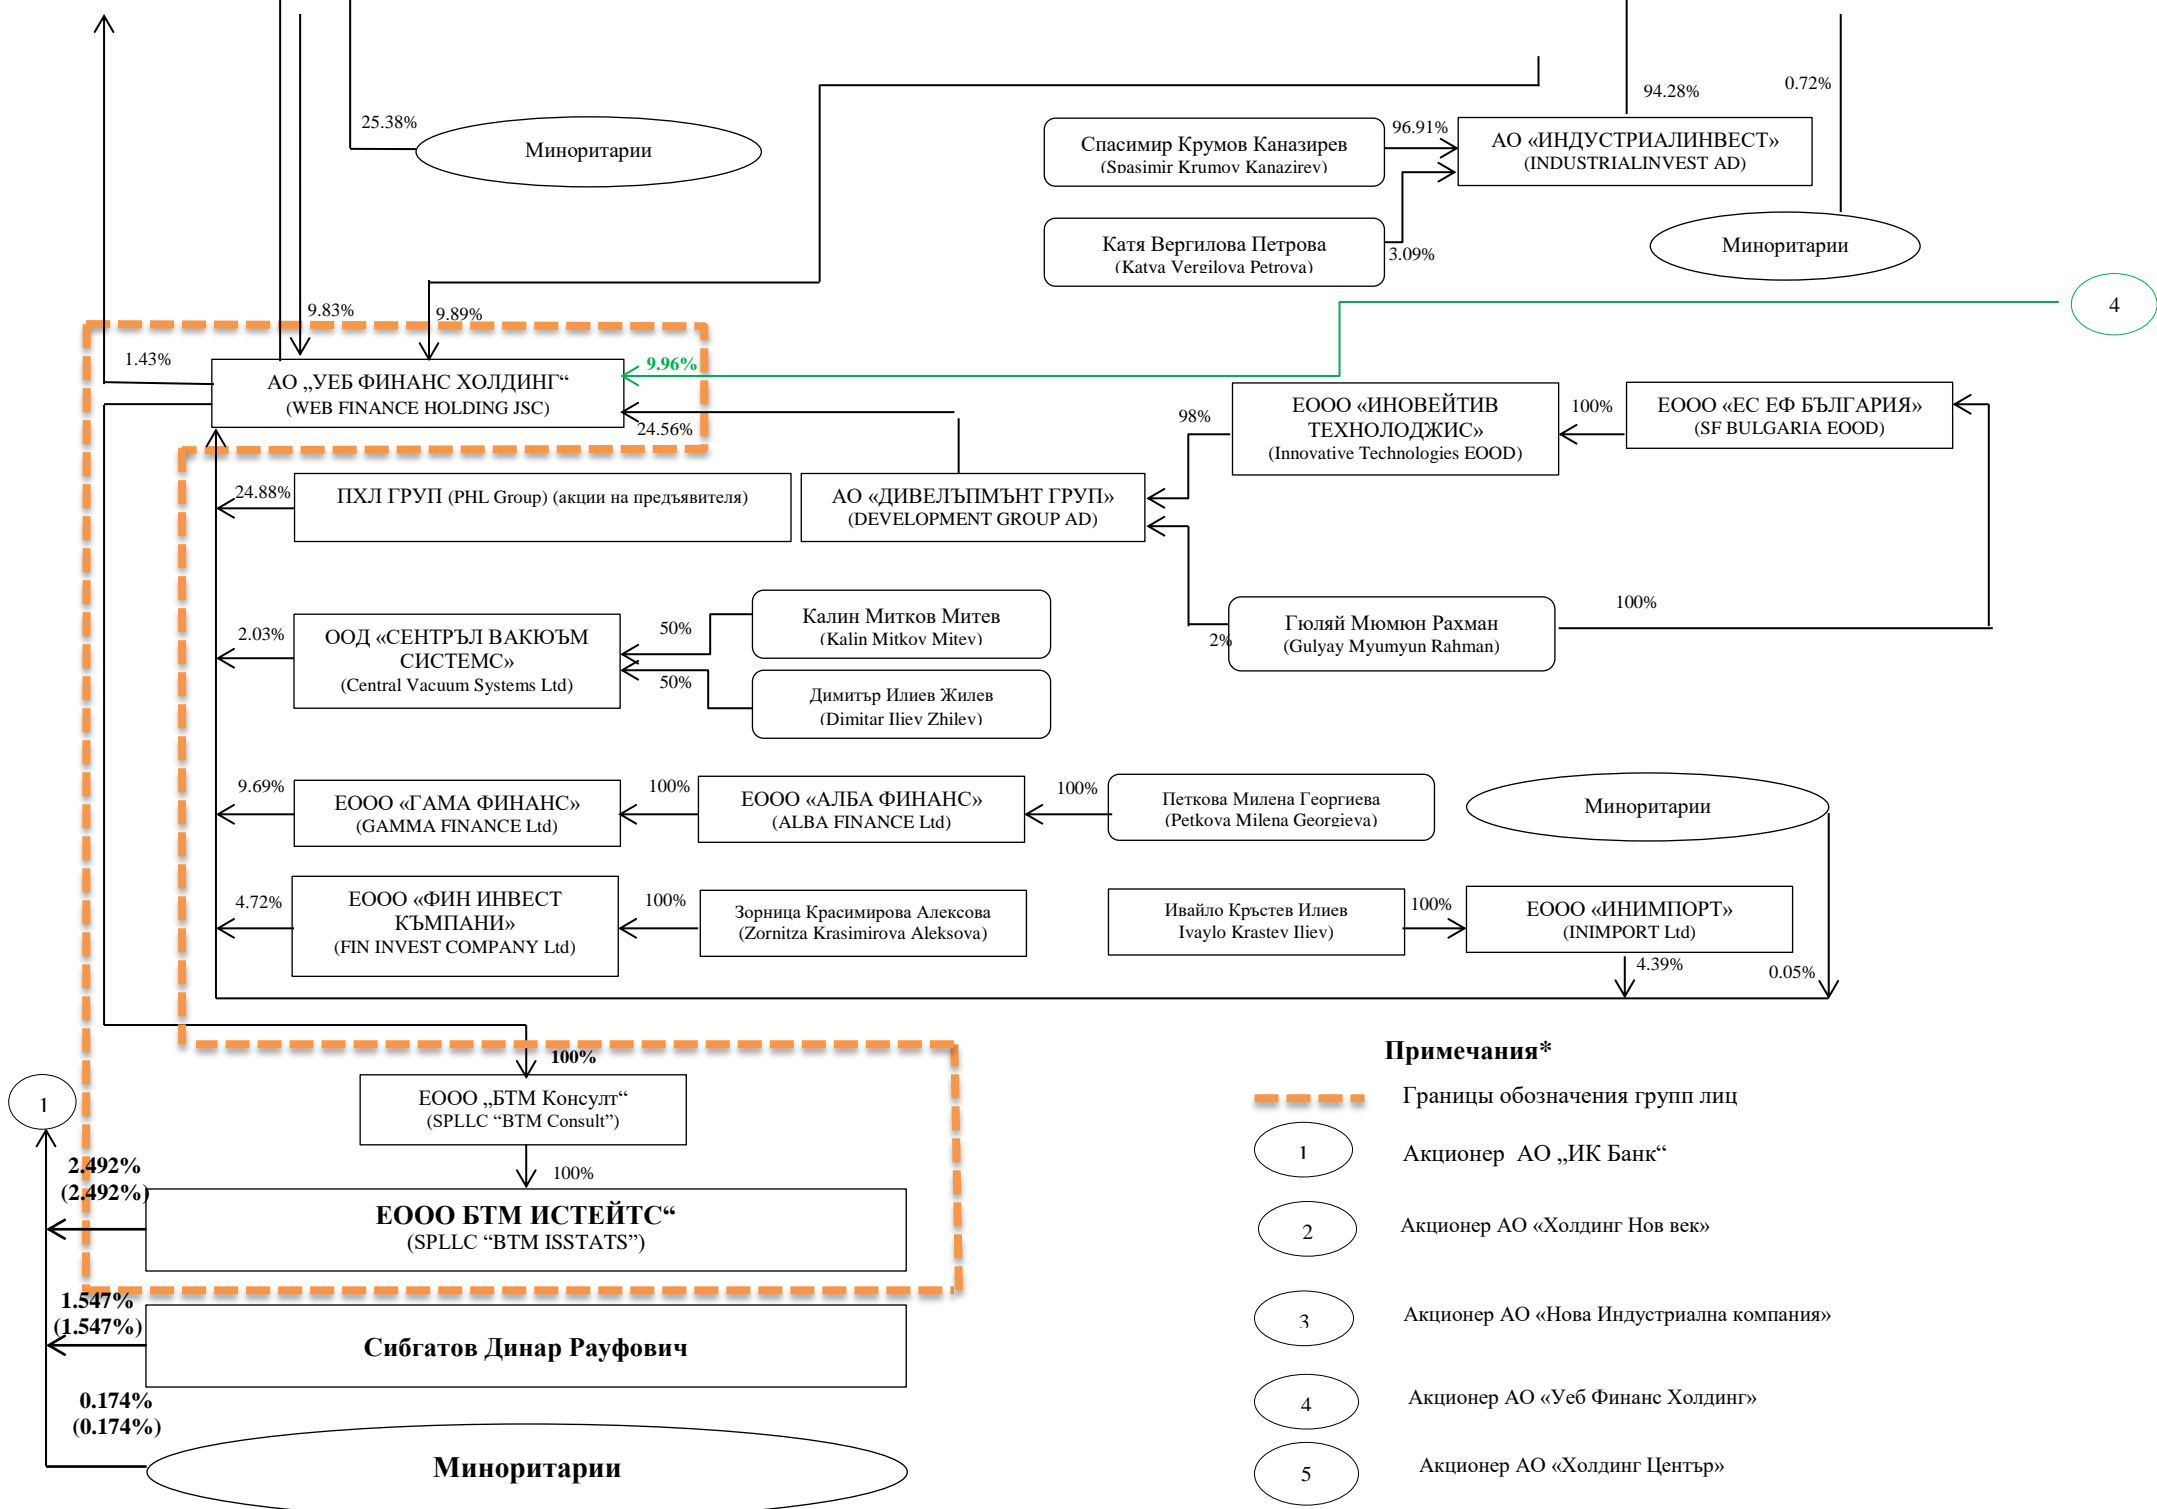 25.38%
Миноритарии
94.28%
0.72%
Спасимир Крумов Каназирев
(Spasimir Krumov Kanazirev)
96.91%
АО «ИНДУСТРИАЛИНВЕСТ»
(INDUSTRIALINVEST AD)
Катя Вергилова Петрова
(Katya Vergilova Petrova)
3.09%
Миноритарии
4
9.83%
9.89%
1.43%
АО „УЕБ ФИНАНС ХОЛДИНГ“
(WEB FINANCE HOLDING JSC)
9.96%
24.56%
98%
ЕООО «ИНОВЕЙТИВ
ТЕХНОЛОДЖИС»
(Innovative Technologies EOOD)
100%
ЕООО «ЕС ЕФ БЪЛГАРИЯ»
(SF BULGARIA EOOD)
24.88%
ПХЛ ГРУП (PHL Group) (акции на предъявителя)
АО «ДИВЕЛЪПМЪНТ ГРУП»
(DEVELOPMENT GROUP AD)
2.03%
ООД «СЕНТРЪЛ ВАКЮЪМ
СИСТЕМС»
(Central Vacuum Systems Ltd)
50%
50%
Калин Митков Митев
(Kalin Mitkov Mitev)
Димитър Илиев Жилев
(Dimitar Iliev Zhilev)
2%
Гюляй Мюмюн Рахман
(Gulyay Myumyun Rahman)
100%
9.69%
ЕООО «ГАМА ФИНАНС»
(GAMMA FINANCE Ltd)
100%
ЕООО «АЛБА ФИНАНС»
(ALBA FINANCE Ltd)
100%
Петкова Милена Георгиева
(Petkova Milena Georgieva)
Миноритарии
4.72%
ЕООО «ФИН ИНВЕСТ
КЪМПАНИ»
(FIN INVEST COMPANY Ltd)
100%
Зорница Красимирова Алексова
(Zornitza Krasimirova Aleksova)
Ивайло Кръстев Илиев
Ivaylo Krastev Iliev)
100%
ЕООО «ИНИМПОРТ»
(INIMPORT Ltd)
4.39%
0.05%
100%
ЕООО „БТМ Консулт“
(SPLLC “BTM Consult”)
100%
1
2.492%
(2.492%)
ЕООО БТМ ИСТЕЙТС“
(SPLLC “BTM ISSTATS”)
1.547%
(1.547%)
Сибгатов Динар Рауфович
0.174%
(0.174%)
Миноритарии
Примечания*
Границы обозначения групп лиц
1
Акционер АО „ИК Банк“
2
Акционер АО «Холдинг Нов век»
3
Акционер АО «Нова Индустриална компания»
4
Акционер АО «Уеб Финанс Холдинг»
5
Акционер АО «Холдинг Център»